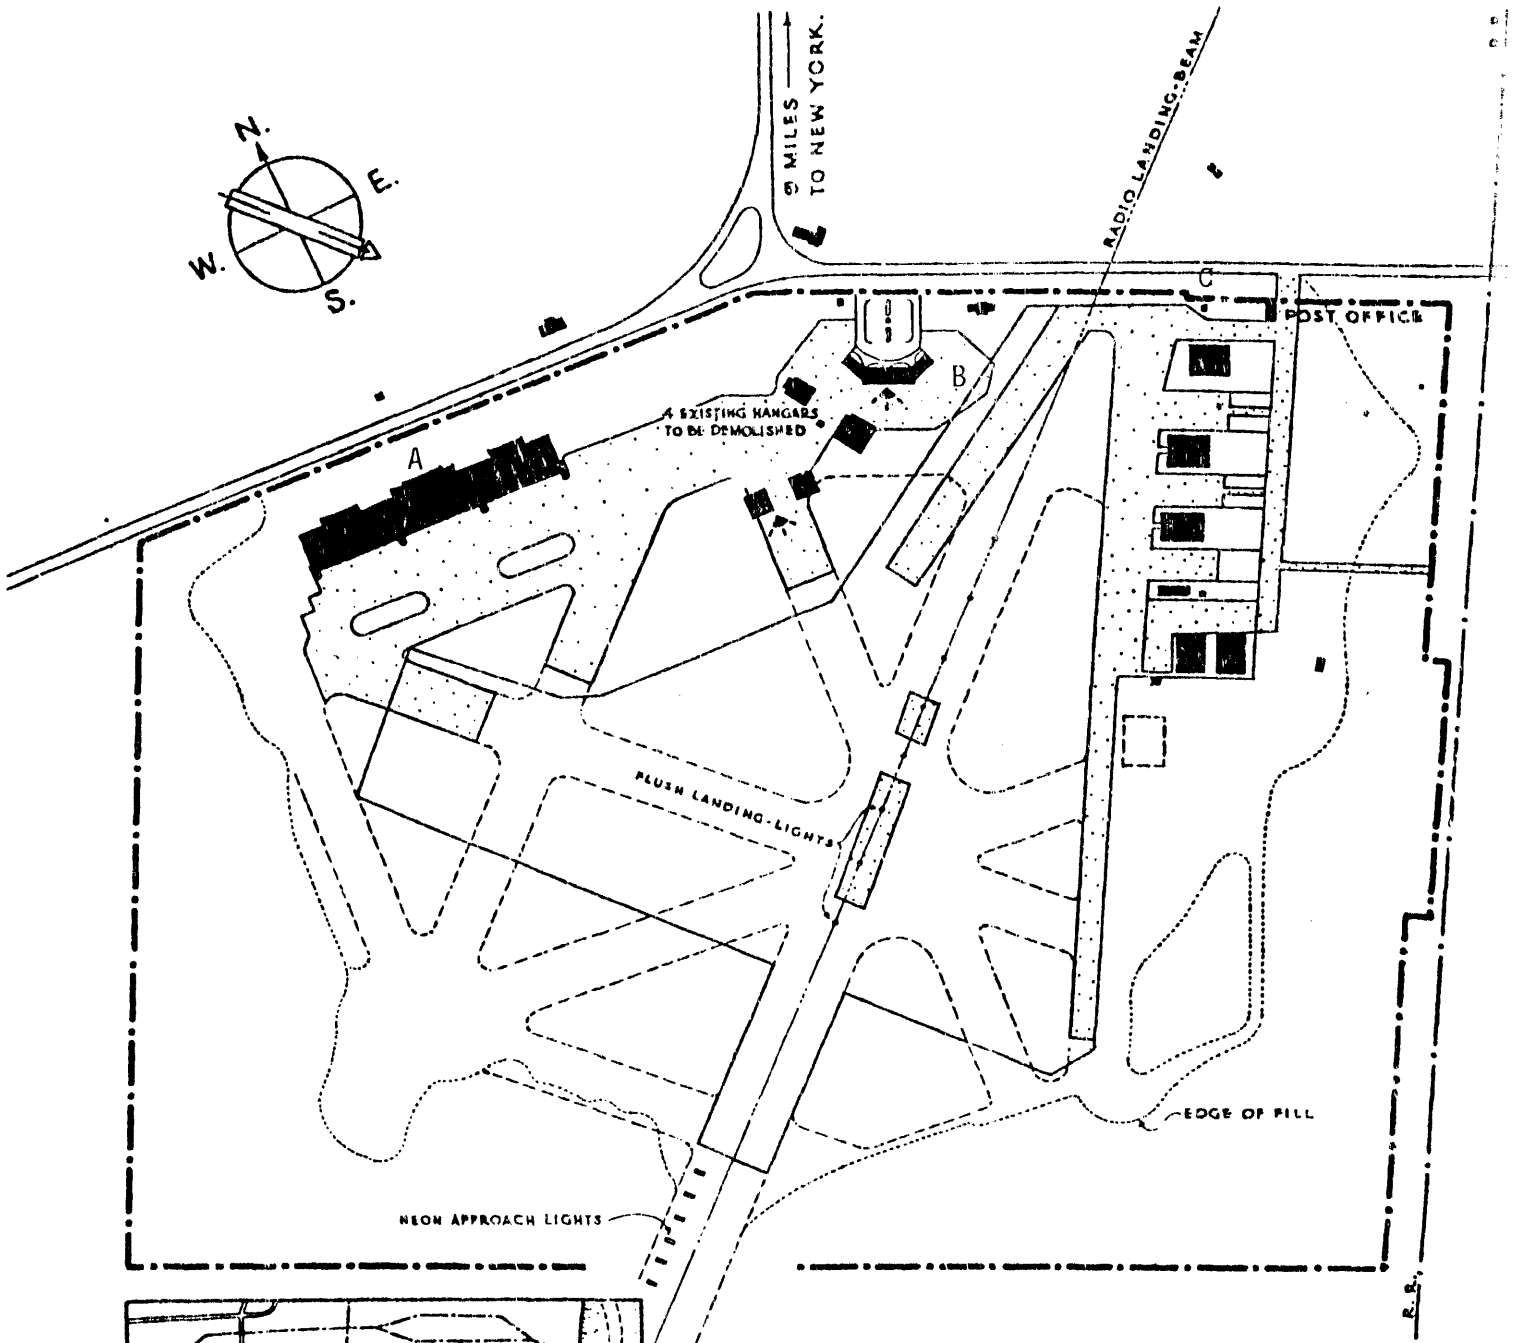 9 MILES
TO NEW YORK.
RADIO LANDING-BEAM
N.
E.
W.
S.
C
POST OFFICE
B
4 EXISTING HANGARS
TO BE DEMOLISHED
A
FLUSH LANDING-LIGHTS
EDGE OF FILL
NEON APPROACH LIGHTS
R.R.